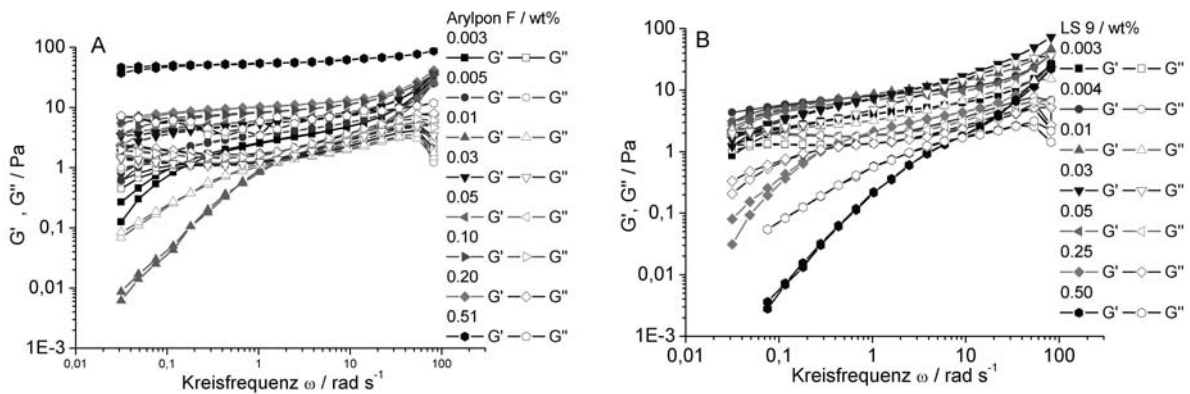 A
Arylpon F / wt%
0.003
G' G''
0.005
G' G''
0.01
G' G''
0.03
G' G''
0.05
G' G''
0.10
G' G''
0.20
G' G''
0.51
G' G''
100
10
1
0,1
0,01
1E-3
G', G'' / Pa
0,01 0,1 1 10 100
Kreisfrequenz ω / rad s⁻¹
B
LS 9 / wt%
0.003
G' G''
0.004
G' G''
0.01
G' G''
0.03
G' G''
0.05
G' G''
0.25
G' G''
0.50
G' G''
100
10
1
0,1
0,01
1E-3
G', G'' / Pa
0,01 0,1 1 10 100
Kreisfrequenz ω / rad s⁻¹